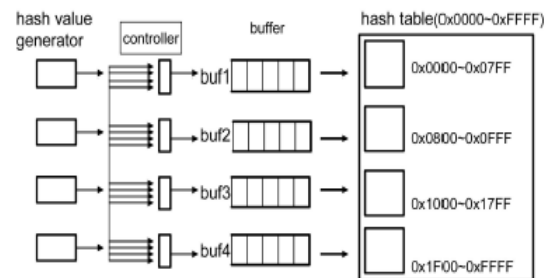 hash value
generator
controller
buffer
hash table(0x0000~0xFFFF)
buf1
0x0000~0x07FF
buf2
0x0800~0x0FFF
buf3
0x1000~0x17FF
buf4
0x1F00~0xFFFF